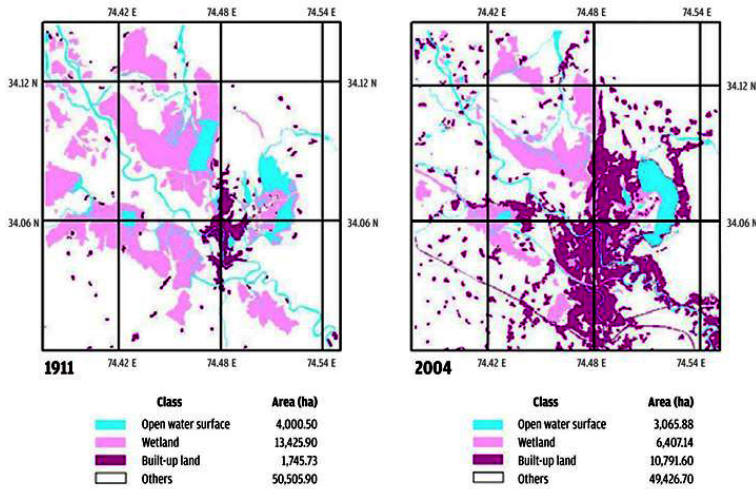 74.42 E 74.48 E 74.54 E
34.12 N
34.06 N
74.42 E 74.48 E 74.54 E
1911
Class Area (ha)
Open water surface 4,000.50
Wetland 13,425.90
Built-up land 1,745.73
Others 50,505.90
74.42 E 74.48 E 74.54 E
34.12 N
34.06 N
74.42 E 74.48 E 74.54 E
2004
Class Area (ha)
Open water surface 3,065.88
Wetland 6,407.14
Built-up land 10,791.60
Others 49,426.70